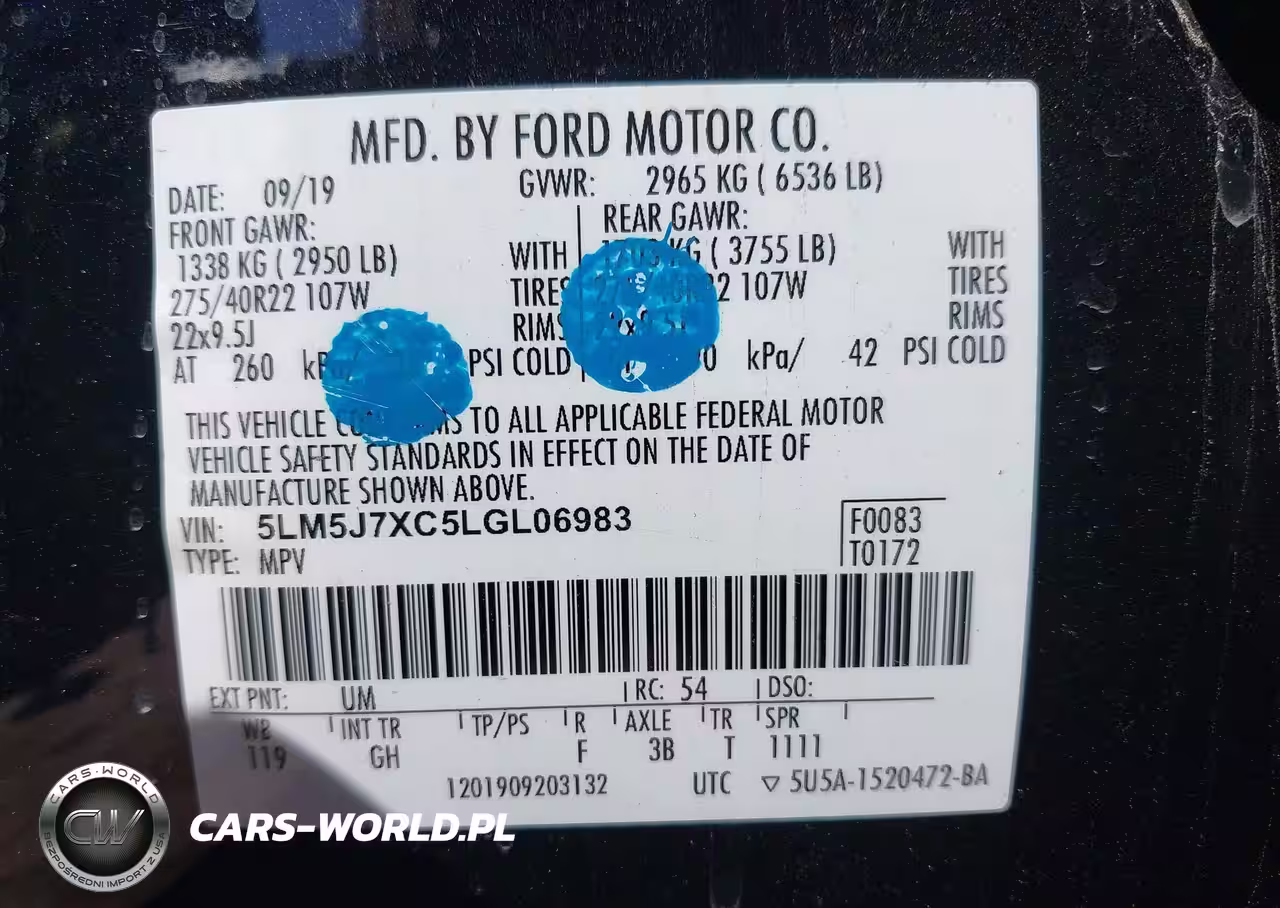 MFD. BY FORD MOTOR CO.
DATE: 09/19 GVWR: 2965 KG ( 6536 LB)
FRONT GAWR: REAR GAWR:
1338 KG ( 2950 LB) WITH KG ( 3755 LB) WITH
275/40R22 107W TIRES 107W TIRES
22x9.5J RIMS RIMS
AT 260 PSI COLD kPa/ 42 PSI COLD
THIS VEHICLE TO ALL APPLICABLE FEDERAL MOTOR
VEHICLE SAFETY STANDARDS IN EFFECT ON THE DATE OF
MANUFACTURE SHOWN ABOVE.
VIN: 5LM5J7XC5LGL06983 F0083
TYPE: MPV T0172
EXT PNT: UM RC: 54 DSO:
WB INT TR TP/PS R AXLE TR SPR
119 GH F 3B T 1111
1201909203132 UTC ▽ 5U5A-1520472-BA
CARS-WORLD
CW
BEZPOŚREDNI IMPORT Z USA
CARS-WORLD.PL